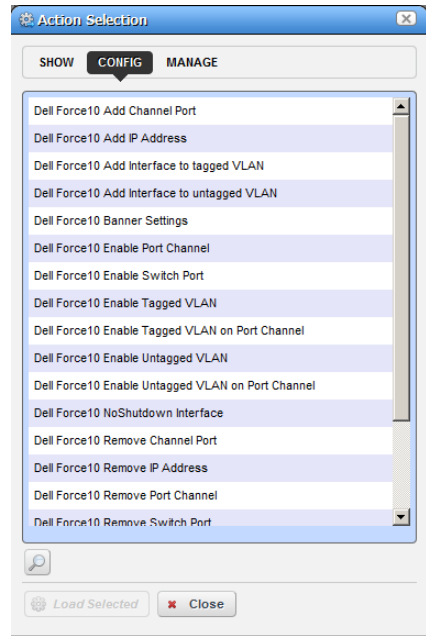 Action Selection
SHOW CONFIG MANAGE
Dell Force10 Add Channel Port
Dell Force10 Add IP Address
Dell Force10 Add Interface to tagged VLAN
Dell Force10 Add Interface to untagged VLAN
Dell Force10 Banner Settings
Dell Force10 Enable Port Channel
Dell Force10 Enable Switch Port
Dell Force10 Enable Tagged VLAN
Dell Force10 Enable Tagged VLAN on Port Channel
Dell Force10 Enable Untagged VLAN
Dell Force10 Enable Untagged VLAN on Port Channel
Dell Force10 NoShutdown Interface
Dell Force10 Remove Channel Port
Dell Force10 Remove IP Address
Dell Force10 Remove Port Channel
Dell Force10 Remove Switch Port
Load Selected Close